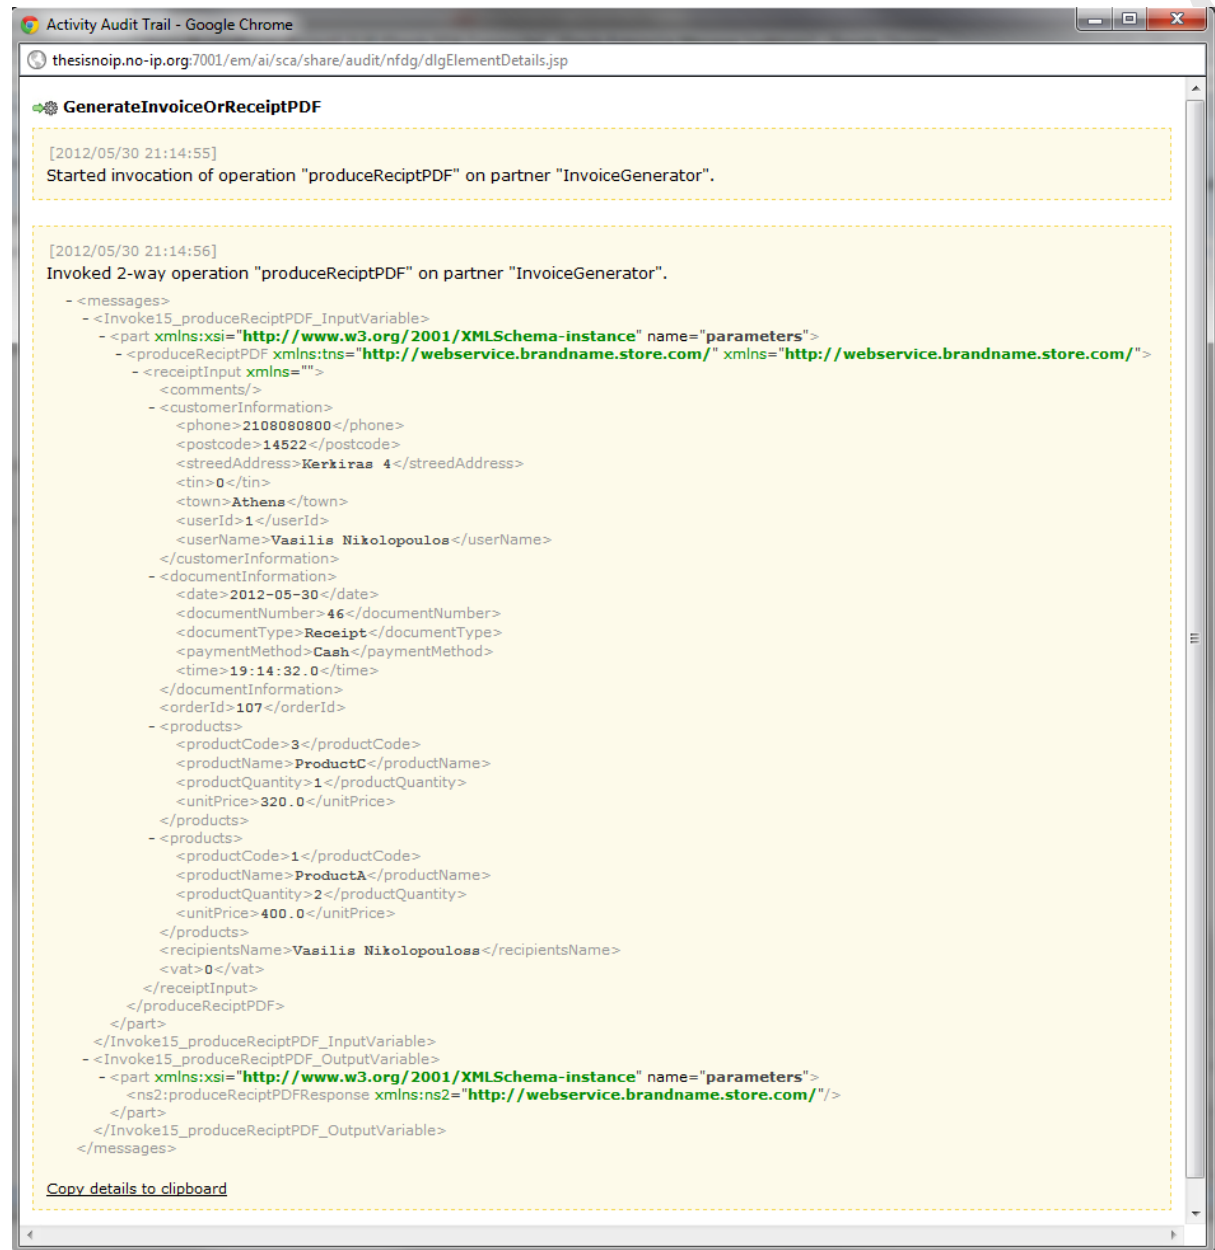 Activity Audit Trail - Google Chrome
thesisnoip.no-ip.org:7001/em/ai/sca/share/audit/nfdg/dlgElementDetails.jsp
GenerateInvoiceOrReceiptPDF
[2012/05/30 21:14:55]
Started invocation of operation "produceReciptPDF" on partner "InvoiceGenerator".
[2012/05/30 21:14:56]
Invoked 2-way operation "produceReciptPDF" on partner "InvoiceGenerator".
- <messages>
- <Invoke15_produceReciptPDF_InputVariable>
- <part xmlns:xsi="http://www.w3.org/2001/XMLSchema-instance" name="parameters">
- <produceReciptPDF xmlns:tns="http://webservice.brandname.store.com/" xmlns="http://webservice.brandname.store.com/">
- <receiptInput xmlns="">
<comments/>
- <customerInformation>
<phone>2108080800</phone>
<postcode>14522</postcode>
<streedAddress>Kerkiras 4</streedAddress>
<tin>0</tin>
<town>Athens</town>
<userId>1</userId>
<userName>Vasilis Nikolopoulos</userName>
</customerInformation>
- <documentInformation>
<date>2012-05-30</date>
<documentNumber>46</documentNumber>
<documentType>Receipt</documentType>
<paymentMethod>Cash</paymentMethod>
<time>19:14:32.0</time>
</documentInformation>
<orderId>107</orderId>
- <products>
<productCode>3</productCode>
<productName>ProductC</productName>
<productQuantity>1</productQuantity>
<unitPrice>320.0</unitPrice>
</products>
- <products>
<productCode>1</productCode>
<productName>ProductA</productName>
<productQuantity>2</productQuantity>
<unitPrice>400.0</unitPrice>
</products>
<recipientsName>Vasilis Nikolopouloss</recipientsName>
<vat>0</vat>
</receiptInput>
</produceReciptPDF>
</part>
</Invoke15_produceReciptPDF_InputVariable>
- <Invoke15_produceReciptPDF_OutputVariable>
- <part xmlns:xsi="http://www.w3.org/2001/XMLSchema-instance" name="parameters">
<ns2:produceReciptPDFResponse xmlns:ns2="http://webservice.brandname.store.com/"/>
</part>
</Invoke15_produceReciptPDF_OutputVariable>
</messages>
Copy details to clipboard